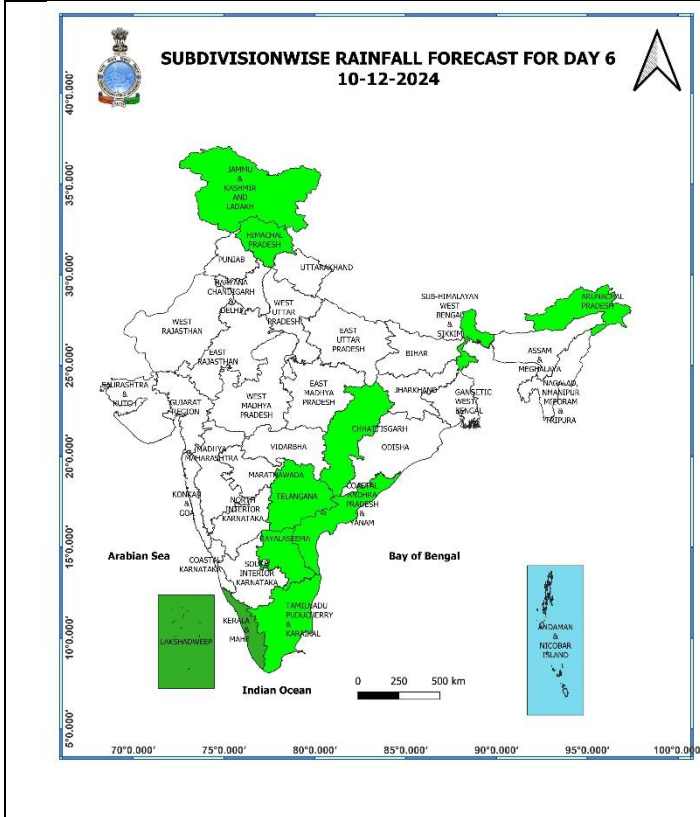 SUBDIVISIONWISE RAINFALL FORECAST FOR DAY 6
10-12-2024
40°0.000'
35°0.000'
30°0.000'
25°0.000'
20°0.000'
15°0.000'
10°0.000'
5°0.000'
JAMMU
&
KASHMIR
AND
LADAKH
HIMACHAL
PRADESH
PUNJAB
UTTARAKHAND
HARYANA
CHANDIGARH
&
DELHI
WEST
UTTAR
PRADESH
WEST
RAJASTHAN
EAST
RAJASTHAN
EAST
UTTAR
PRADESH
SUB-HIMALAYAN
WEST
BENGAL
&
SIKKIM
ARUNACHAL
PRADESH
BIHAR
ASSAM
&
MEGHALAYA
NAGALAD,
NMANIPUR
MIZORAM
&
TRIPURA
SAURASHTRA
&
KUTCH
GUJARAT
REGION
WEST
MADHYA
PRADESH
EAST
MADHYA
PRADESH
JHARKHAND
GANGETIC
WEST
BENGAL
CHHATTISGARH
ODISHA
MADHYA
MAHARASHTRA
VIDARBHA
MARATHAWADA
TELANGANA
COASTAL
ANDHRA
PRADESH
&
YANAM
KONKAN
&
GOA
NORTH
INTERIOR
KARNATAKA
RAYALASEEMA
Arabian Sea
Bay of Bengal
COASTAL
KARNATAKA
SOUTH
INTERIOR
KARNATAKA
TAMILNADU
PUDUCHERRY
&
KARAIKAL
KERALA
&
MAHE
LAKSHADWEEP
ANDAMAN
&
NICOBAR
ISLAND
Indian Ocean
0 250 500 km
70°0.000' 75°0.000' 80°0.000' 85°0.000' 90°0.000' 95°0.000' 100°0.000'